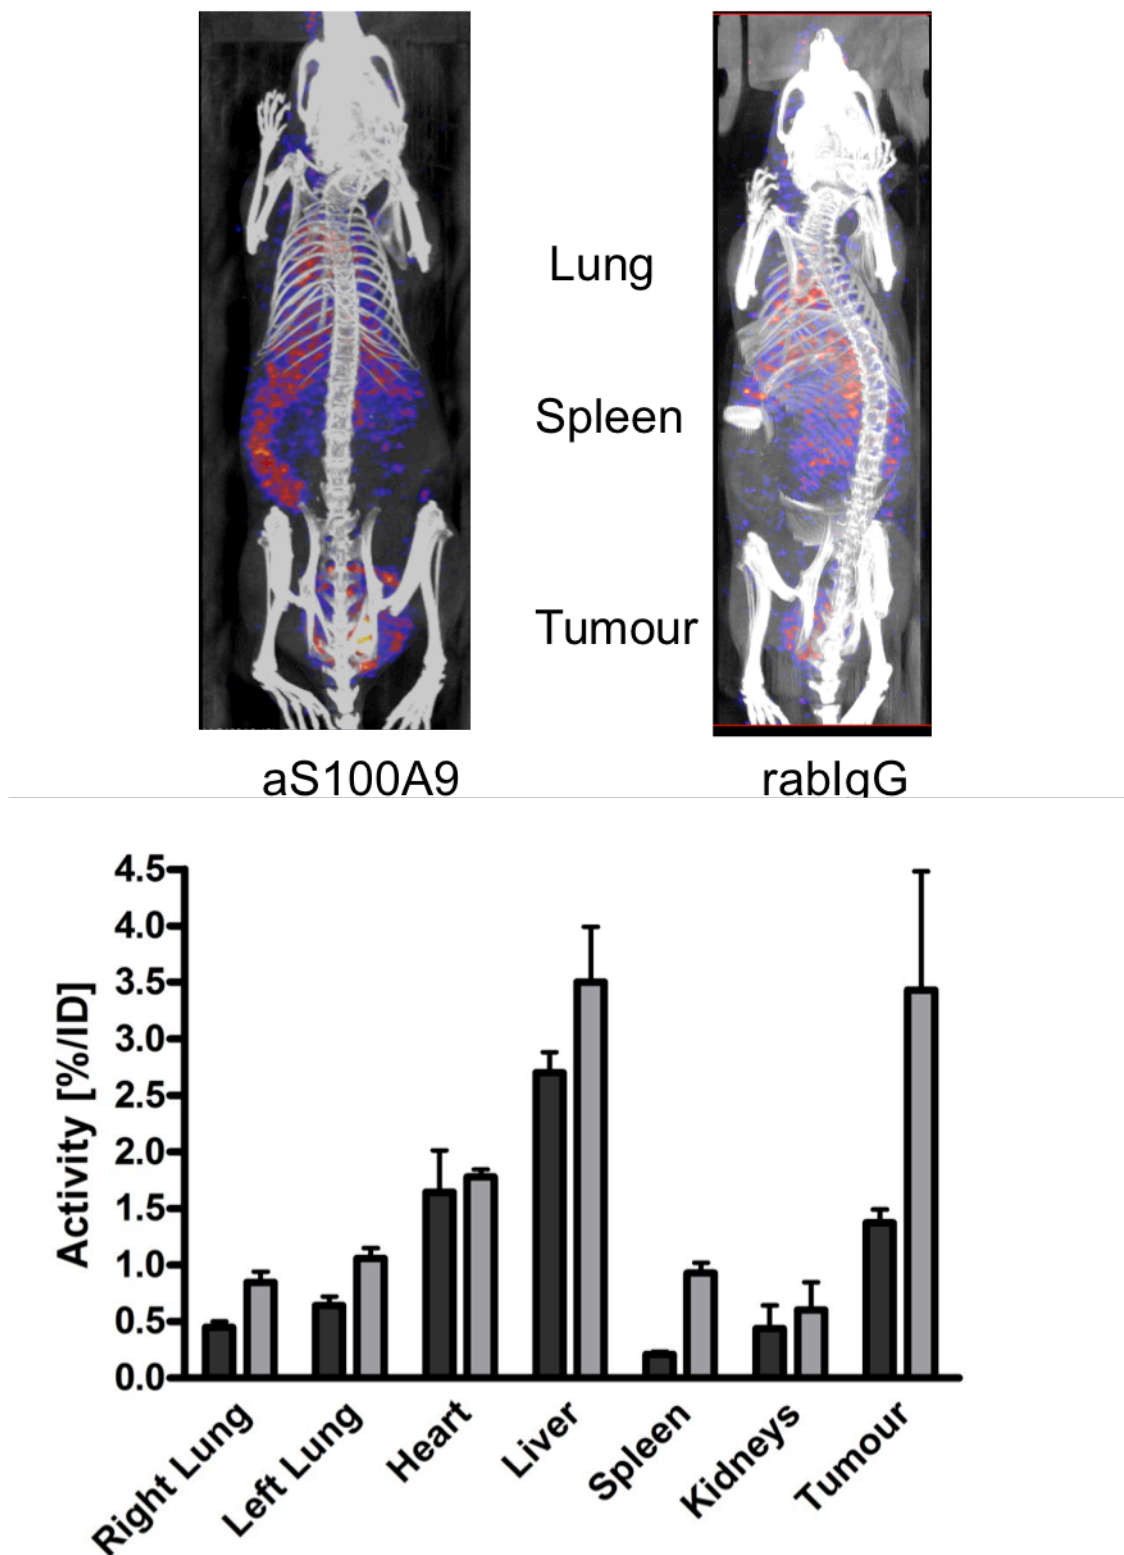 Lung
Spleen
Tumour
aS100A9
rabIgG
4.5
4.0
3.5
3.0
2.5
2.0
1.5
1.0
0.5
0.0
Activity [%/ID]
Right Lung
Left Lung
Heart
Liver
Spleen
Kidneys
Tumour